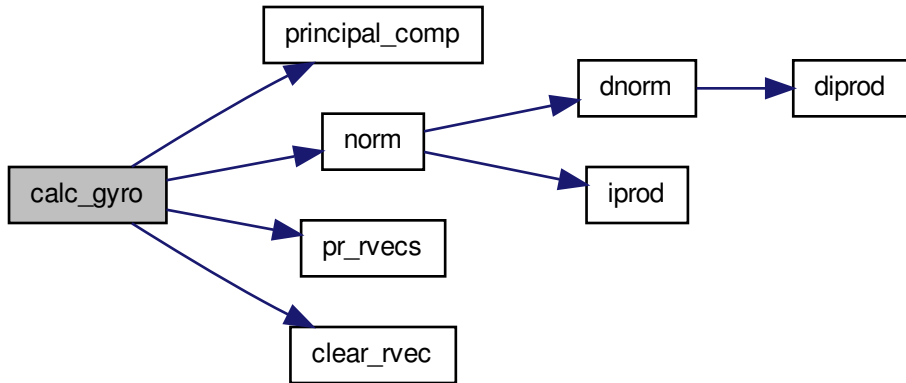 principal_comp
dnorm
diprod
norm
calc_gyro
iprod
pr_rvecs
clear_rvec